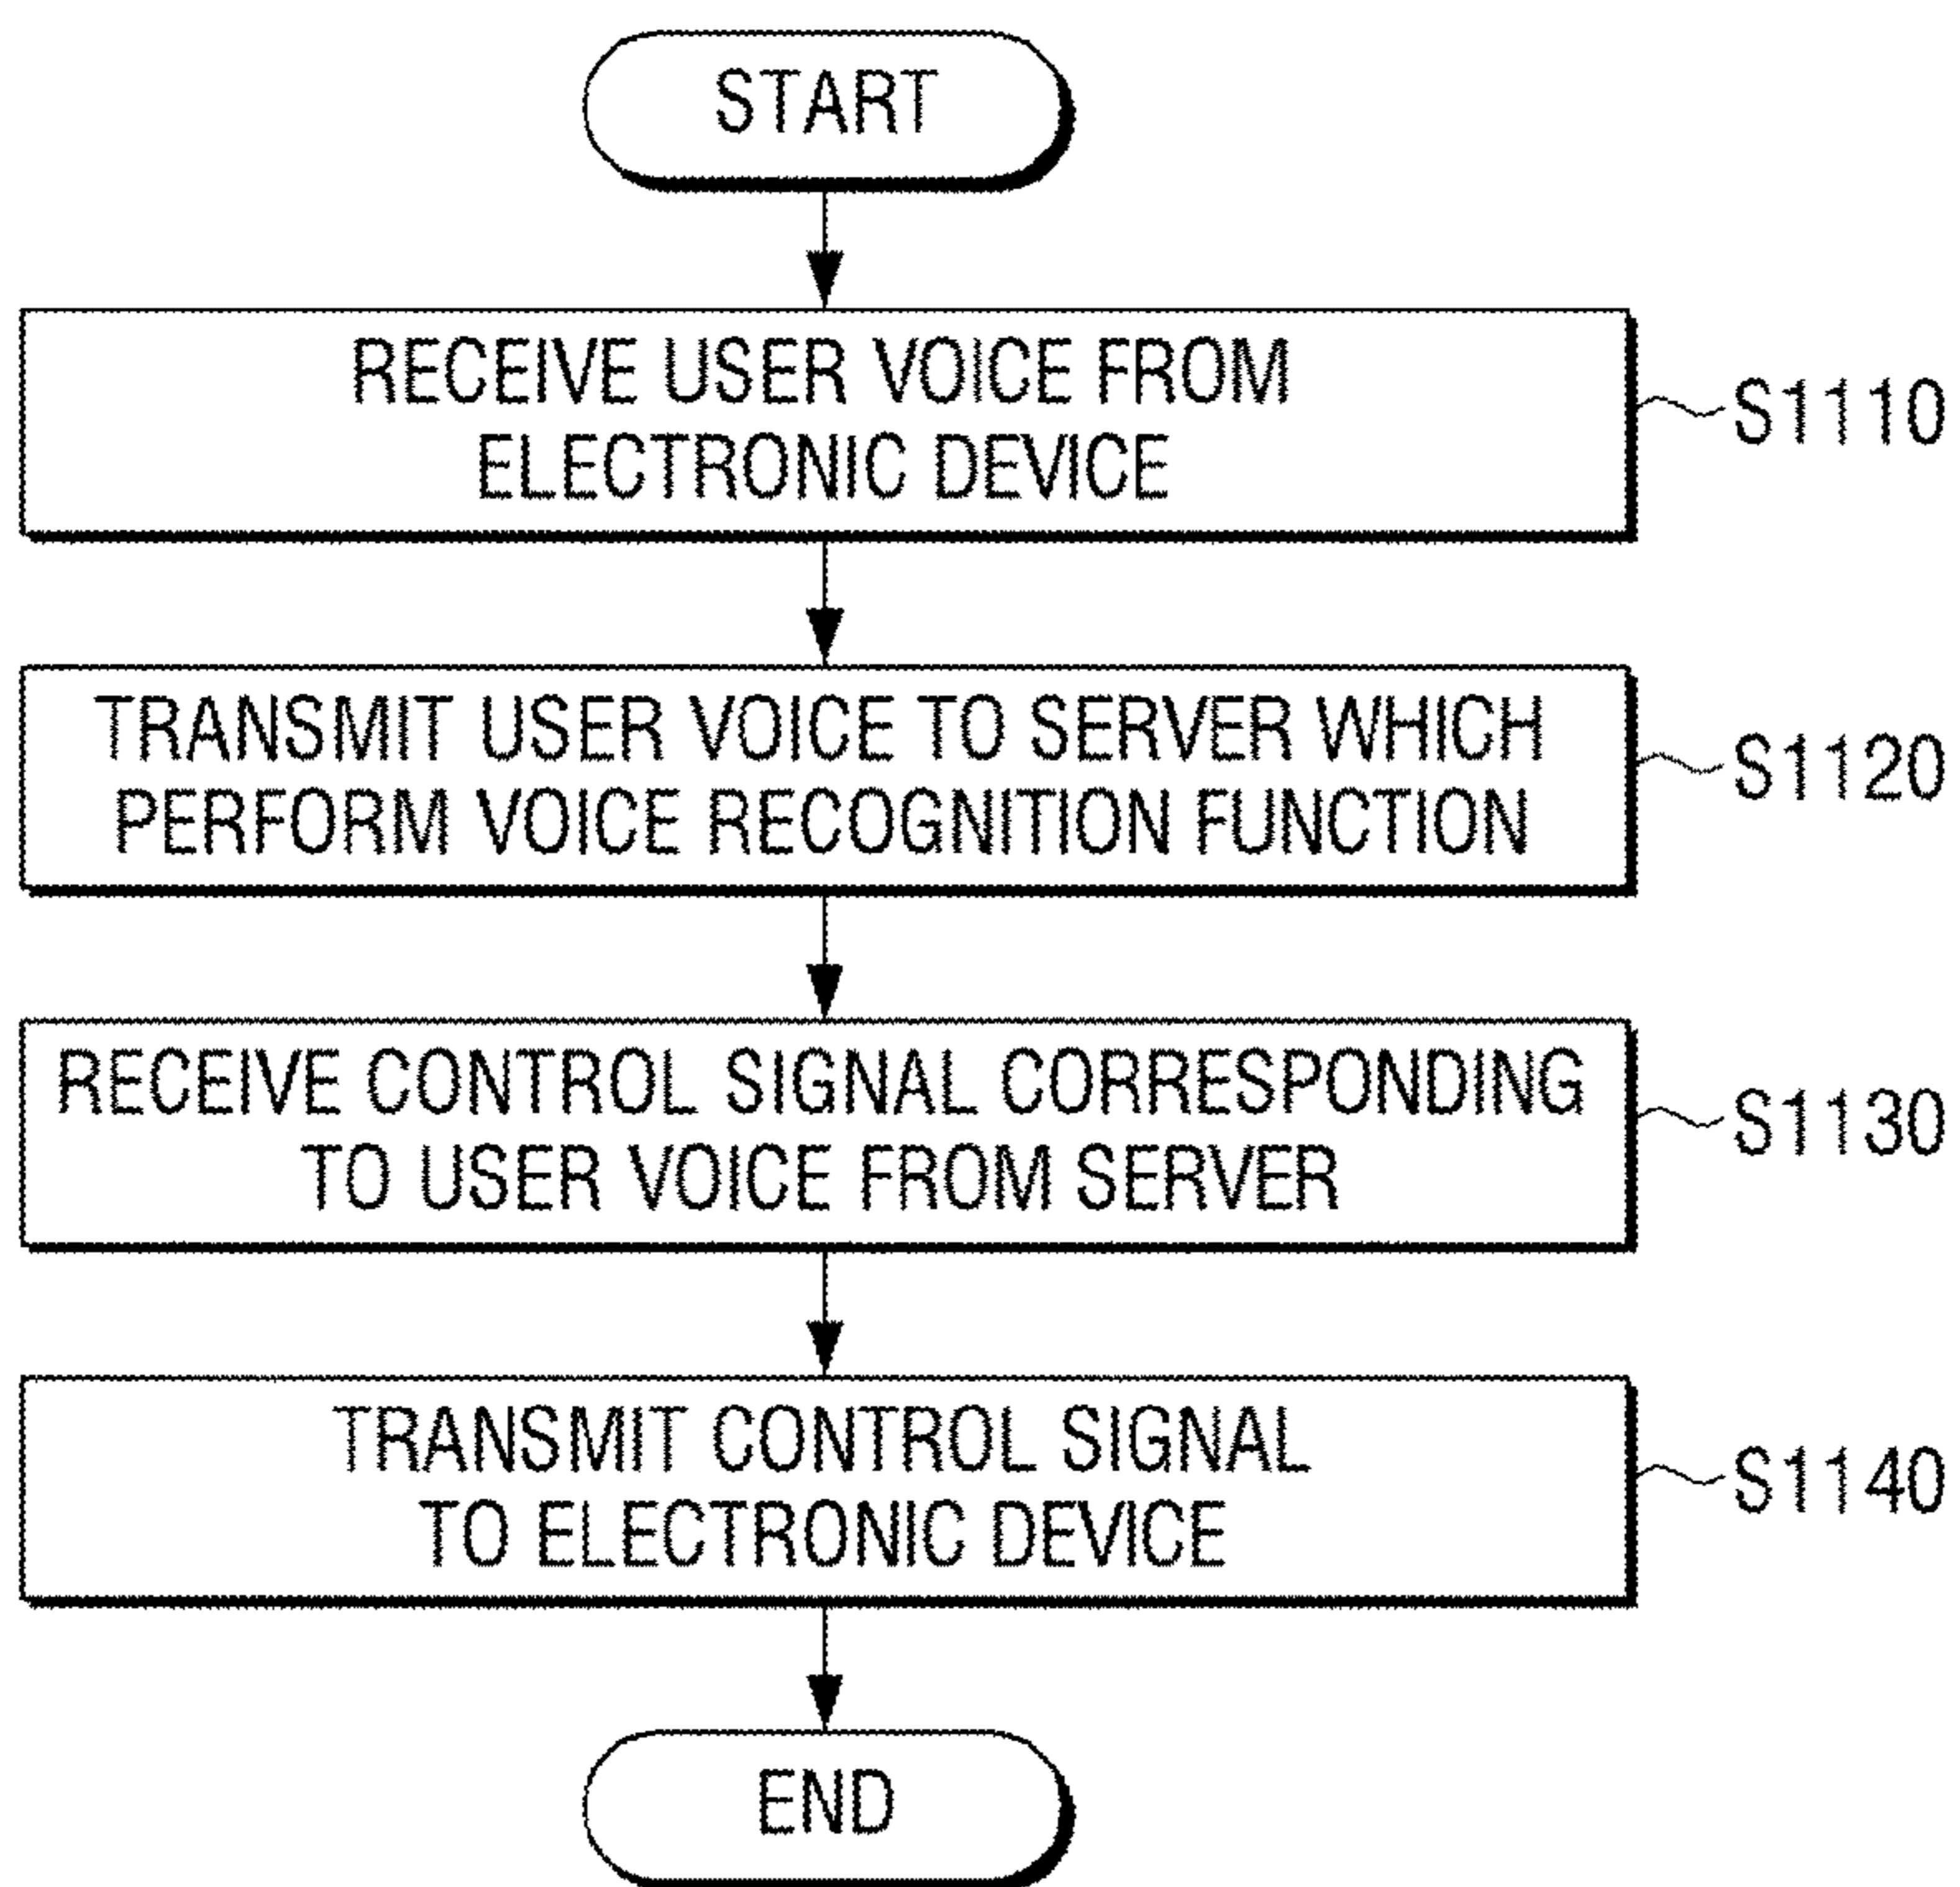 START
RECEIVE USER VOICE FROM
ELECTRONIC DEVICE
S1110
TRANSMIT USER VOICE TO SERVER WHICH
PERFORM VOICE RECOGNITION FUNCTION
S1120
RECEIVE CONTROL SIGNAL CORRESPONDING
TO USER VOICE FROM SERVER
S1130
TRANSMIT CONTROL SIGNAL
TO ELECTRONIC DEVICE
S1140
END